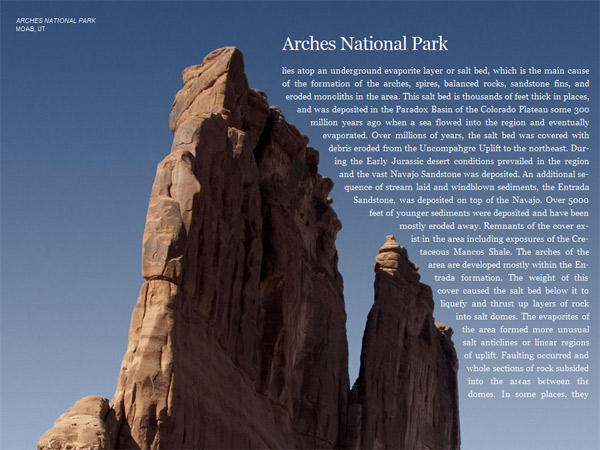 ARCHES NATIONAL PARK
MOAB, UT
Arches National Park
lies atop an underground evaporite layer or salt bed, which is the main cause
of the formation of the arches, spires, balanced rocks, sandstone fins, and
eroded monoliths in the area. This salt bed is thousands of feet thick in places,
and was deposited in the Paradox Basin of the Colorado Plateau some 300
million years ago when a sea flowed into the region and eventually
evaporated. Over millions of years, the salt bed was covered with
debris eroded from the Uncompahgre Uplift to the northeast. Dur-
ing the Early Jurassic desert conditions prevailed in the region
and the vast Navajo Sandstone was deposited. An additional se-
quence of stream laid and windblown sediments, the Entrada
Sandstone, was deposited on top of the Navajo. Over 5000
feet of younger sediments were deposited and have been
mostly eroded away. Remnants of the cover ex-
ist in the area including exposures of the Cre-
taceous Mancos Shale. The arches of the
area are developed mostly within the En-
trada formation. The weight of this
cover caused the salt bed below it to
liquefy and thrust up layers of rock
into salt domes. The evaporites of
the area formed more unusual
salt anticlines or linear regions
of uplift. Faulting occurred and
whole sections of rock subsided
into the areas between the
domes. In some places, they